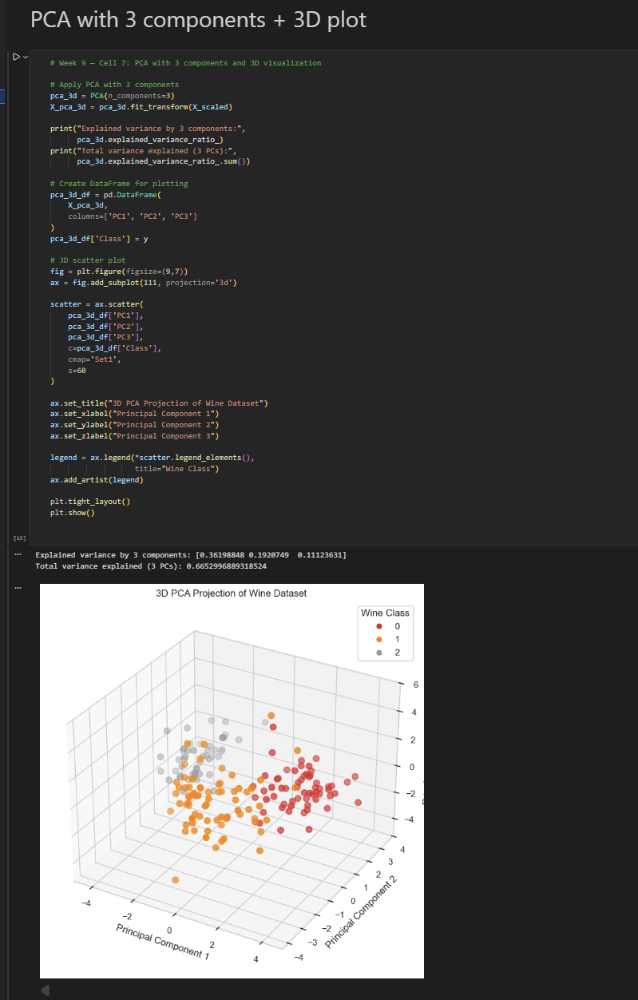 PCA with 3 components + 3D plot
# Week 9 — Cell 7: PCA with 3 components and 3D visualization
# Apply PCA with 3 components
pca_3d = PCA(n_components=3)
X_pca_3d = pca_3d.fit_transform(X_scaled)
print("Explained variance by 3 components:",
pca_3d.explained_variance_ratio_)
print("Total variance explained (3 PCs):",
pca_3d.explained_variance_ratio_.sum())
# Create DataFrame for plotting
pca_3d_df = pd.DataFrame(
X_pca_3d,
columns=['PC1', 'PC2', 'PC3']
)
pca_3d_df['Class'] = y
# 3D scatter plot
fig = plt.figure(figsize=(9,7))
ax = fig.add_subplot(111, projection='3d')
scatter = ax.scatter(
pca_3d_df['PC1'],
pca_3d_df['PC2'],
pca_3d_df['PC3'],
c=pca_3d_df['Class'],
cmap='Set1',
s=60
)
ax.set_title("3D PCA Projection of Wine Dataset")
ax.set_xlabel("Principal Component 1")
ax.set_ylabel("Principal Component 2")
ax.set_zlabel("Principal Component 3")
legend = ax.legend(*scatter.legend_elements(),
title="Wine Class")
ax.add_artist(legend)
plt.tight_layout()
plt.show()
[15]
Explained variance by 3 components: [0.36198848 0.1920749  0.11123631]
Total variance explained (3 PCs): 0.6652996889318524
3D PCA Projection of Wine Dataset
Wine Class
0
1
2
6
4
2
0
−2
−4
4
3
2
1
0
−1
−2
−3
−4
Principal Component 2
−4
−2
0
2
4
Principal Component 1